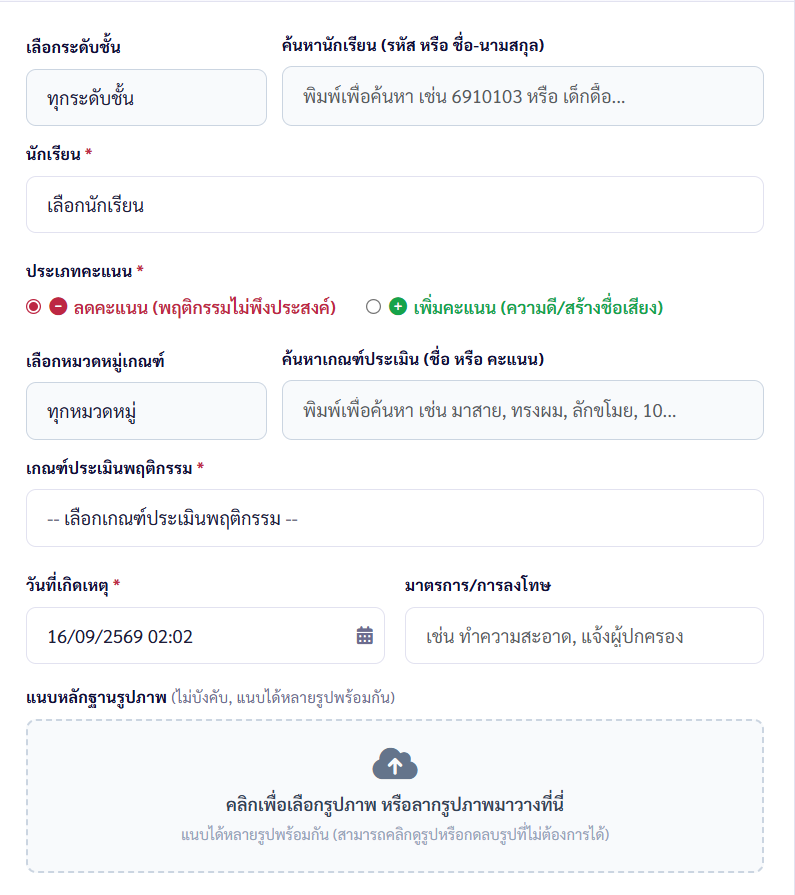 เลือกระดับชั้น
ค้นหานักเรียน (รหัส หรือ ชื่อ-นามสกุล)
ทุกระดับชั้น
พิมพ์เพื่อค้นหา เช่น 6910103 หรือ เด็กดื้อ...
นักเรียน *
เลือกนักเรียน
ประเภทคะแนน *
ลดคะแนน (พฤติกรรมไม่พึงประสงค์)
เพิ่มคะแนน (ความดี/สร้างชื่อเสียง)
เลือกหมวดหมู่เกณฑ์
ค้นหาเกณฑ์ประเมิน (ชื่อ หรือ คะแนน)
ทุกหมวดหมู่
พิมพ์เพื่อค้นหา เช่น มาสาย, ทรงผม, ลักขโมย, 10...
เกณฑ์ประเมินพฤติกรรม *
-- เลือกเกณฑ์ประเมินพฤติกรรม --
วันที่เกิดเหตุ *
มาตรการ/การลงโทษ
16/09/2569 02:02
เช่น ทำความสะอาด, แจ้งผู้ปกครอง
แนบหลักฐานรูปภาพ (ไม่บังคับ, แนบได้หลายรูปพร้อมกัน)
คลิกเพื่อเลือกรูปภาพ หรือลากรูปภาพมาวางที่นี่
แนบได้หลายรูปพร้อมกัน (สามารถคลิกดูรูปหรือกดลบรูปที่ไม่ต้องการได้)